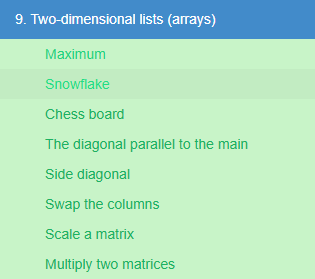 9. Two-dimensional lists (arrays)
Maximum
Snowflake
Chess board
The diagonal parallel to the main
Side diagonal
Swap the columns
Scale a matrix
Multiply two matrices